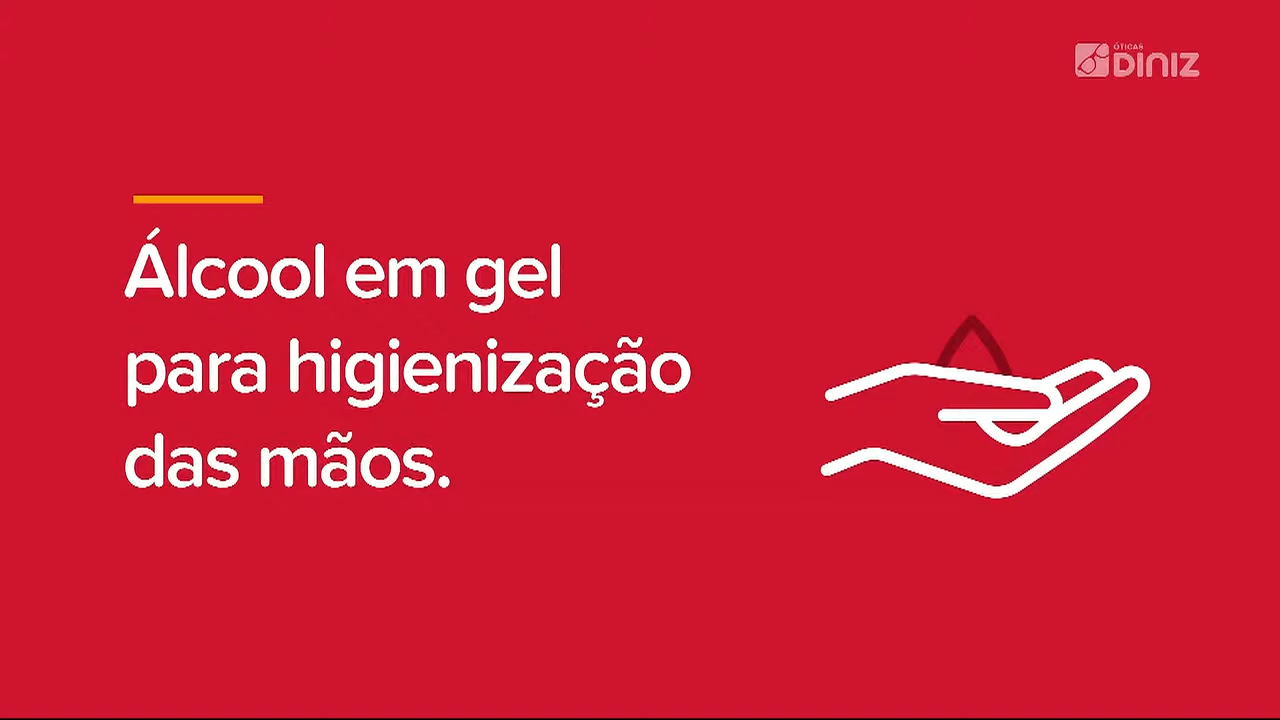 ÓTICAS
DINIZ
Álcool em gel
para higienização
das mãos.